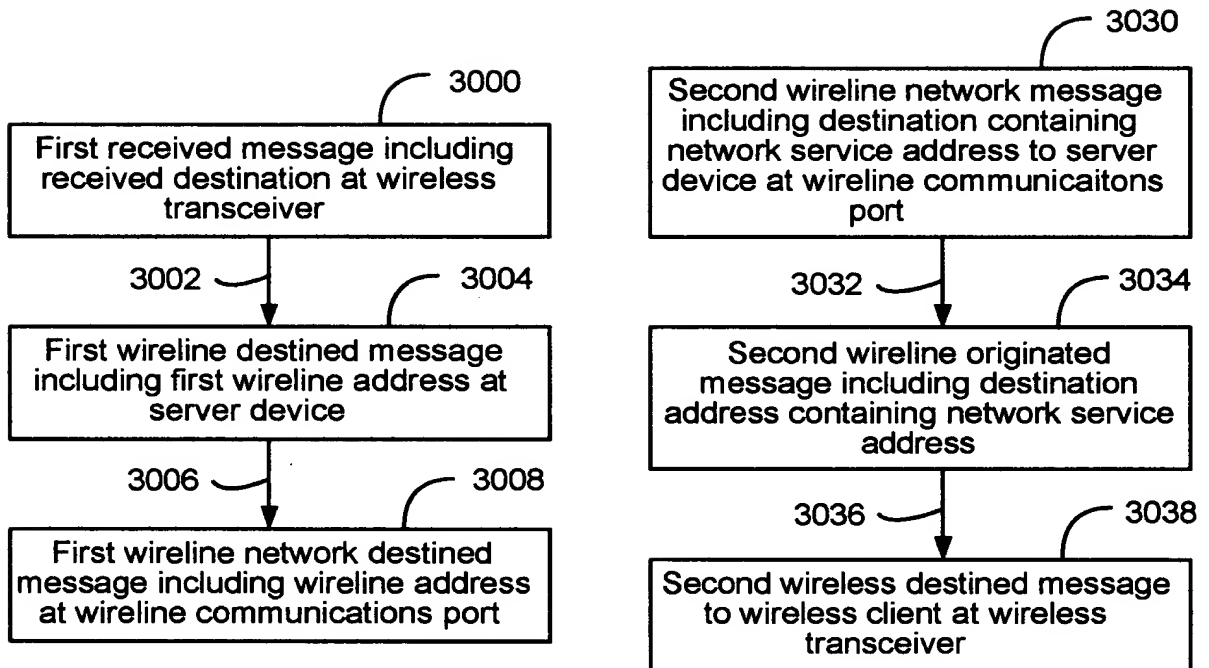 3000
First received message including
received destination at wireless
transceiver
3002
3004
First wireline destined message
including first wireline address at
server device
3006
3008
First wireline network destined
message including wireline address
at wireline communications port
3030
Second wireline network message
including destination containing
network service address to server
device at wireline communicaitons
port
3032
3034
Second wireline originated
message including destination
address containing network service
address
3036
3038
Second wireless destined message
to wireless client at wireless
transceiver